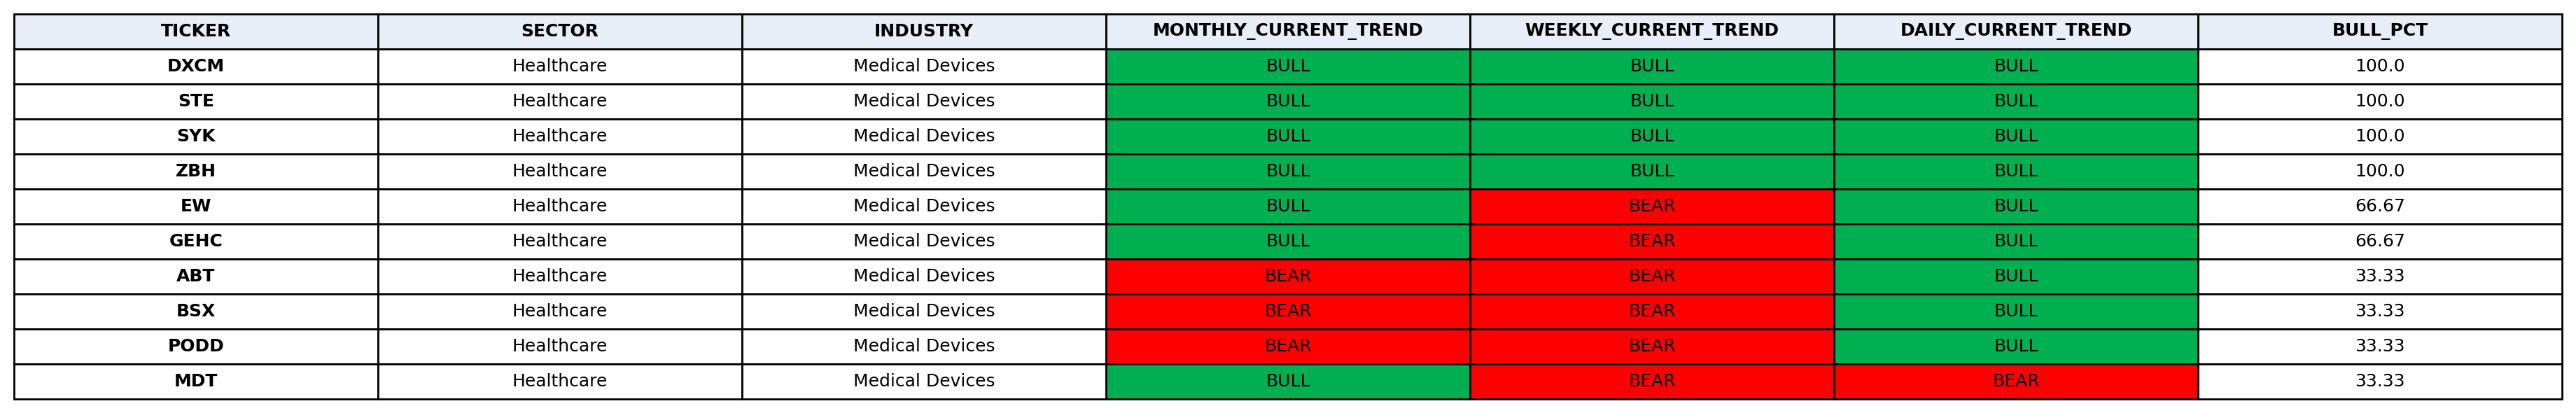 TICKER SECTOR INDUSTRY MONTHLY_CURRENT_TREND WEEKLY_CURRENT_TREND DAILY_CURRENT_TREND BULL_PCT
DXCM Healthcare Medical Devices BULL BULL BULL 100.0
STE Healthcare Medical Devices BULL BULL BULL 100.0
SYK Healthcare Medical Devices BULL BULL BULL 100.0
ZBH Healthcare Medical Devices BULL BULL BULL 100.0
EW Healthcare Medical Devices BULL BEAR BULL 66.67
GEHC Healthcare Medical Devices BULL BEAR BULL 66.67
ABT Healthcare Medical Devices BEAR BEAR BULL 33.33
BSX Healthcare Medical Devices BEAR BEAR BULL 33.33
PODD Healthcare Medical Devices BEAR BEAR BULL 33.33
MDT Healthcare Medical Devices BULL BEAR BEAR 33.33